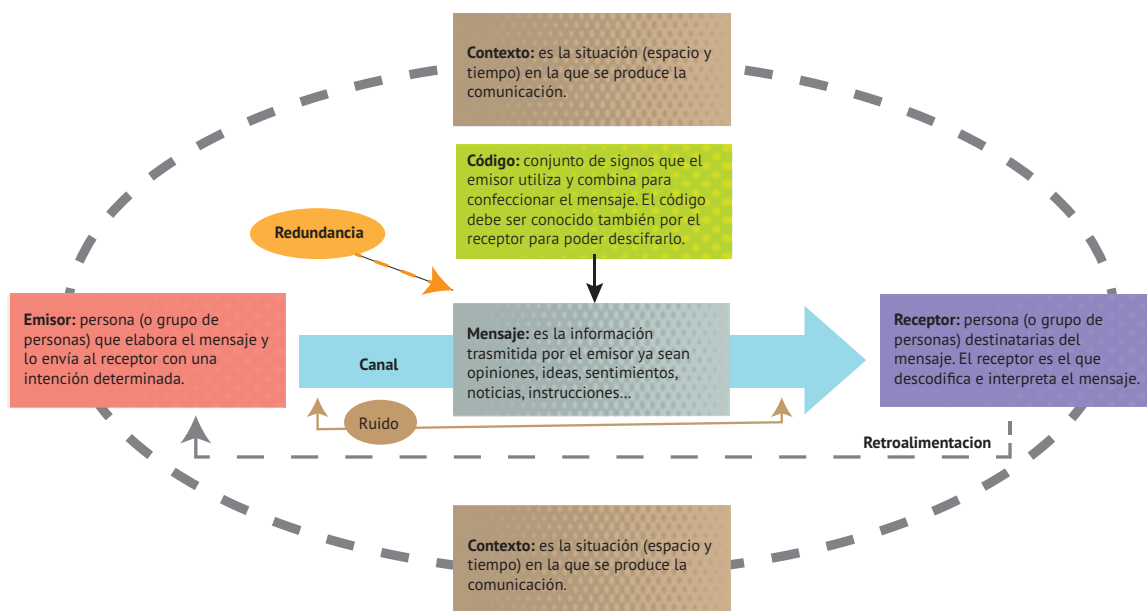 Contexto: es la situación (espacio y
tiempo) en la que se produce la
comunicación.
Código: conjunto de signos que el
emisor utiliza y combina para
confeccionar el mensaje. El código
debe ser conocido también por el
receptor para poder descifrarlo.
Redundancia
Emisor: persona (o grupo de
personas) que elabora el mensaje y
lo envía al receptor con una
intención determinada.
Canal
Mensaje: es la información
trasmitida por el emisor ya sean
opiniones, ideas, sentimientos,
noticias, instrucciones...
Receptor: persona (o grupo de
personas) destinatarias del
mensaje. El receptor es el que
descodifica e interpreta el mensaje.
Ruido
Retroalimentacion
Contexto: es la situación (espacio y
tiempo) en la que se produce la
comunicación.